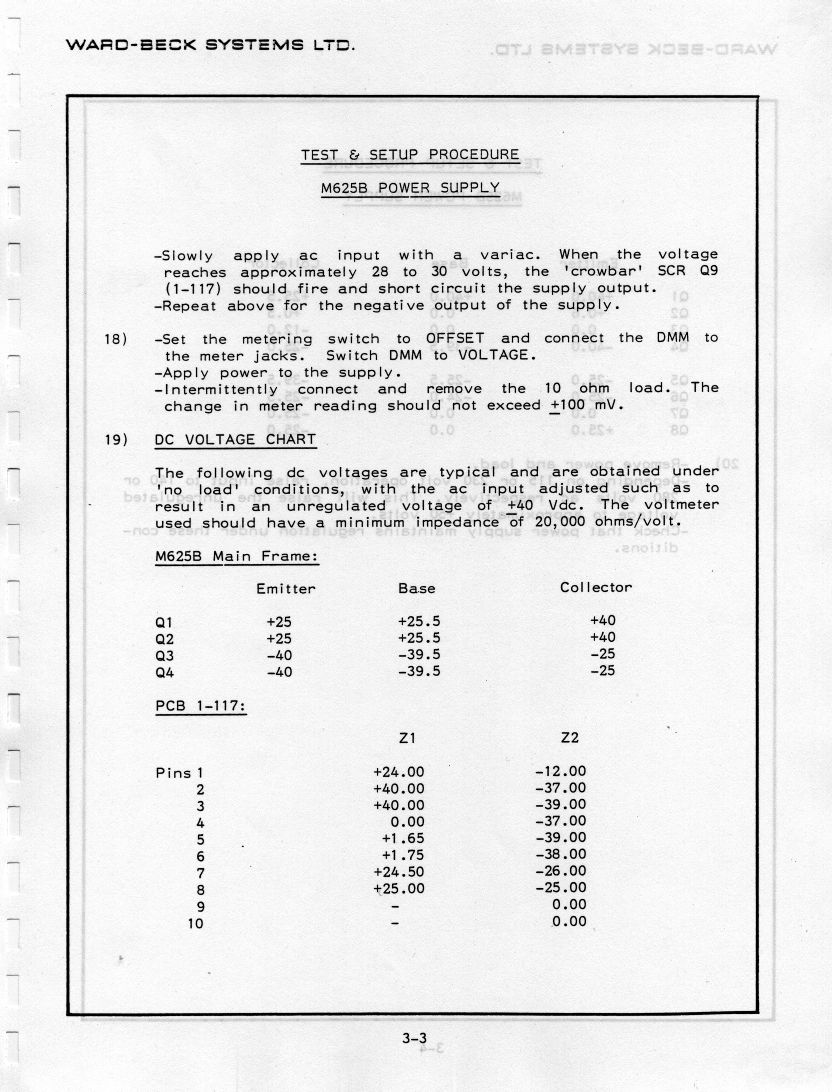 WARD-BECK SYSTEMS LTD.
TEST & SETUP PROCEDURE
M625B POWER SUPPLY
-Slowly apply ac input with a variac. When the voltage
reaches approximately 28 to 30 volts, the 'crowbar' SCR Q9
(1-117) should fire and short circuit the supply output.
-Repeat above for the negative output of the supply.
18) -Set the metering switch to OFFSET and connect the DMM to
the meter jacks. Switch DMM to VOLTAGE.
-Apply power to the supply.
-Intermittently connect and remove the 10 ohm load. The
change in meter reading should not exceed ±100 mV.
19) DC VOLTAGE CHART
The following dc voltages are typical and are obtained under
'no load' conditions, with the ac input adjusted such as to
result in an unregulated voltage of ±40 Vdc. The voltmeter
used should have a minimum impedance of 20,000 ohms/volt.
M625B Main Frame:
Emitter Base Collector
Q1 +25 +25.5 +40
Q2 +25 +25.5 +40
Q3 -40 -39.5 -25
Q4 -40 -39.5 -25
PCB 1-117:
Z1 Z2
Pins 1 +24.00 -12.00
2 +40.00 -37.00
3 +40.00 -39.00
4 0.00 -37.00
5 +1.65 -39.00
6 +1.75 -38.00
7 +24.50 -26.00
8 +25.00 -25.00
9 - 0.00
10 - 0.00
3-3